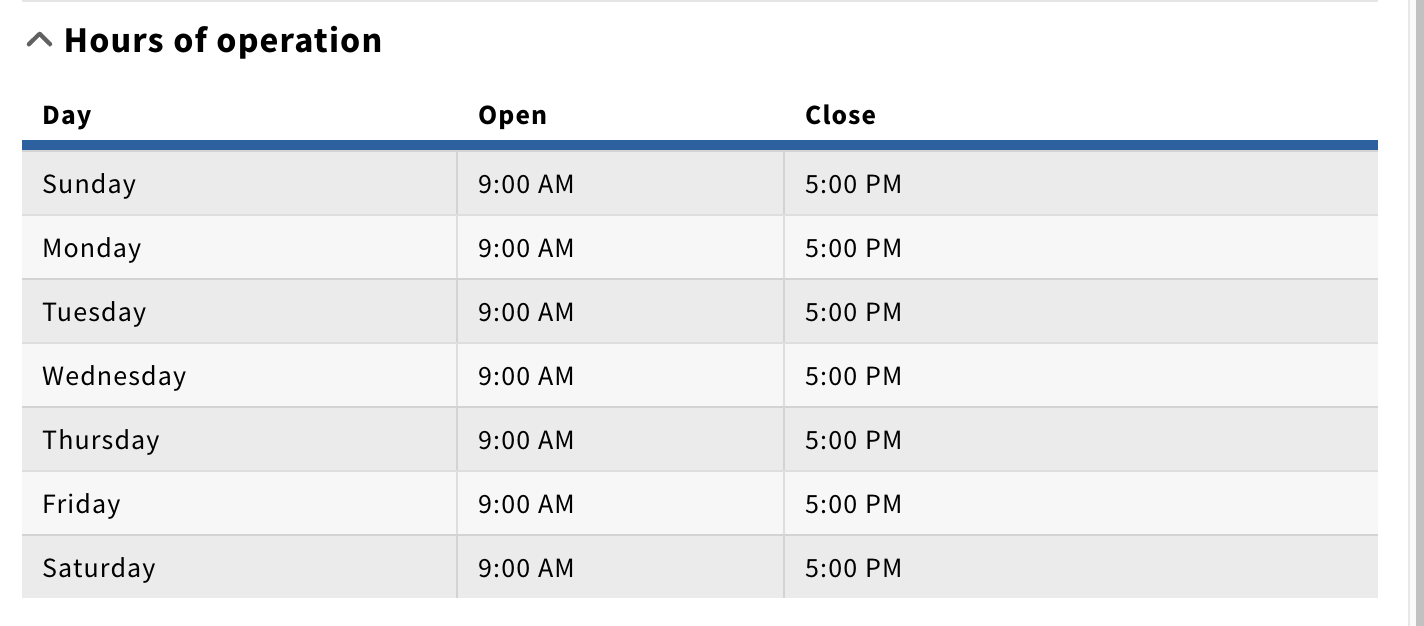 Hours of operation
Day Open Close
Sunday 9:00 AM 5:00 PM
Monday 9:00 AM 5:00 PM
Tuesday 9:00 AM 5:00 PM
Wednesday 9:00 AM 5:00 PM
Thursday 9:00 AM 5:00 PM
Friday 9:00 AM 5:00 PM
Saturday 9:00 AM 5:00 PM